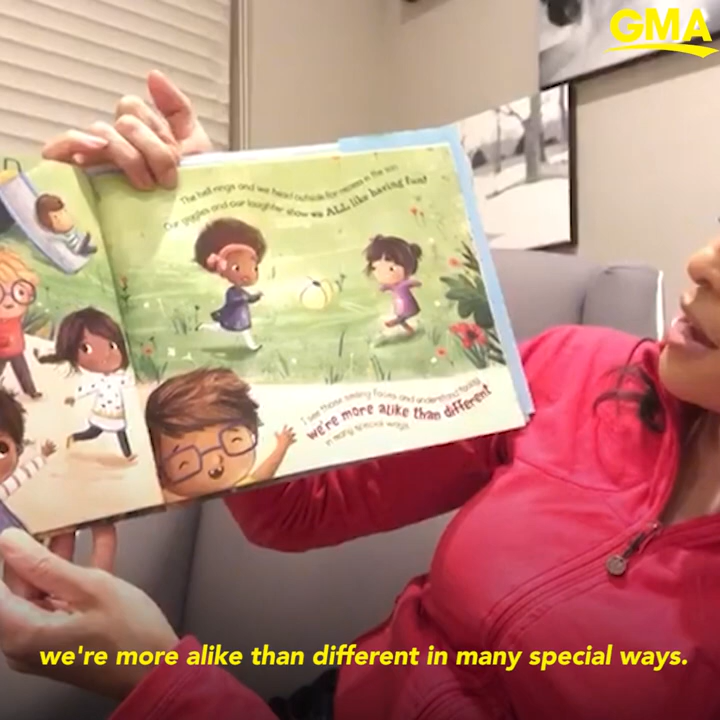 GMA
The bell rings and we head outside for recess in the sun.
Our giggles and our laughter show we ALL like having fun!
I see those smiling faces and understand today
we're more alike than different
in many special ways.
we're more alike than different in many special ways.